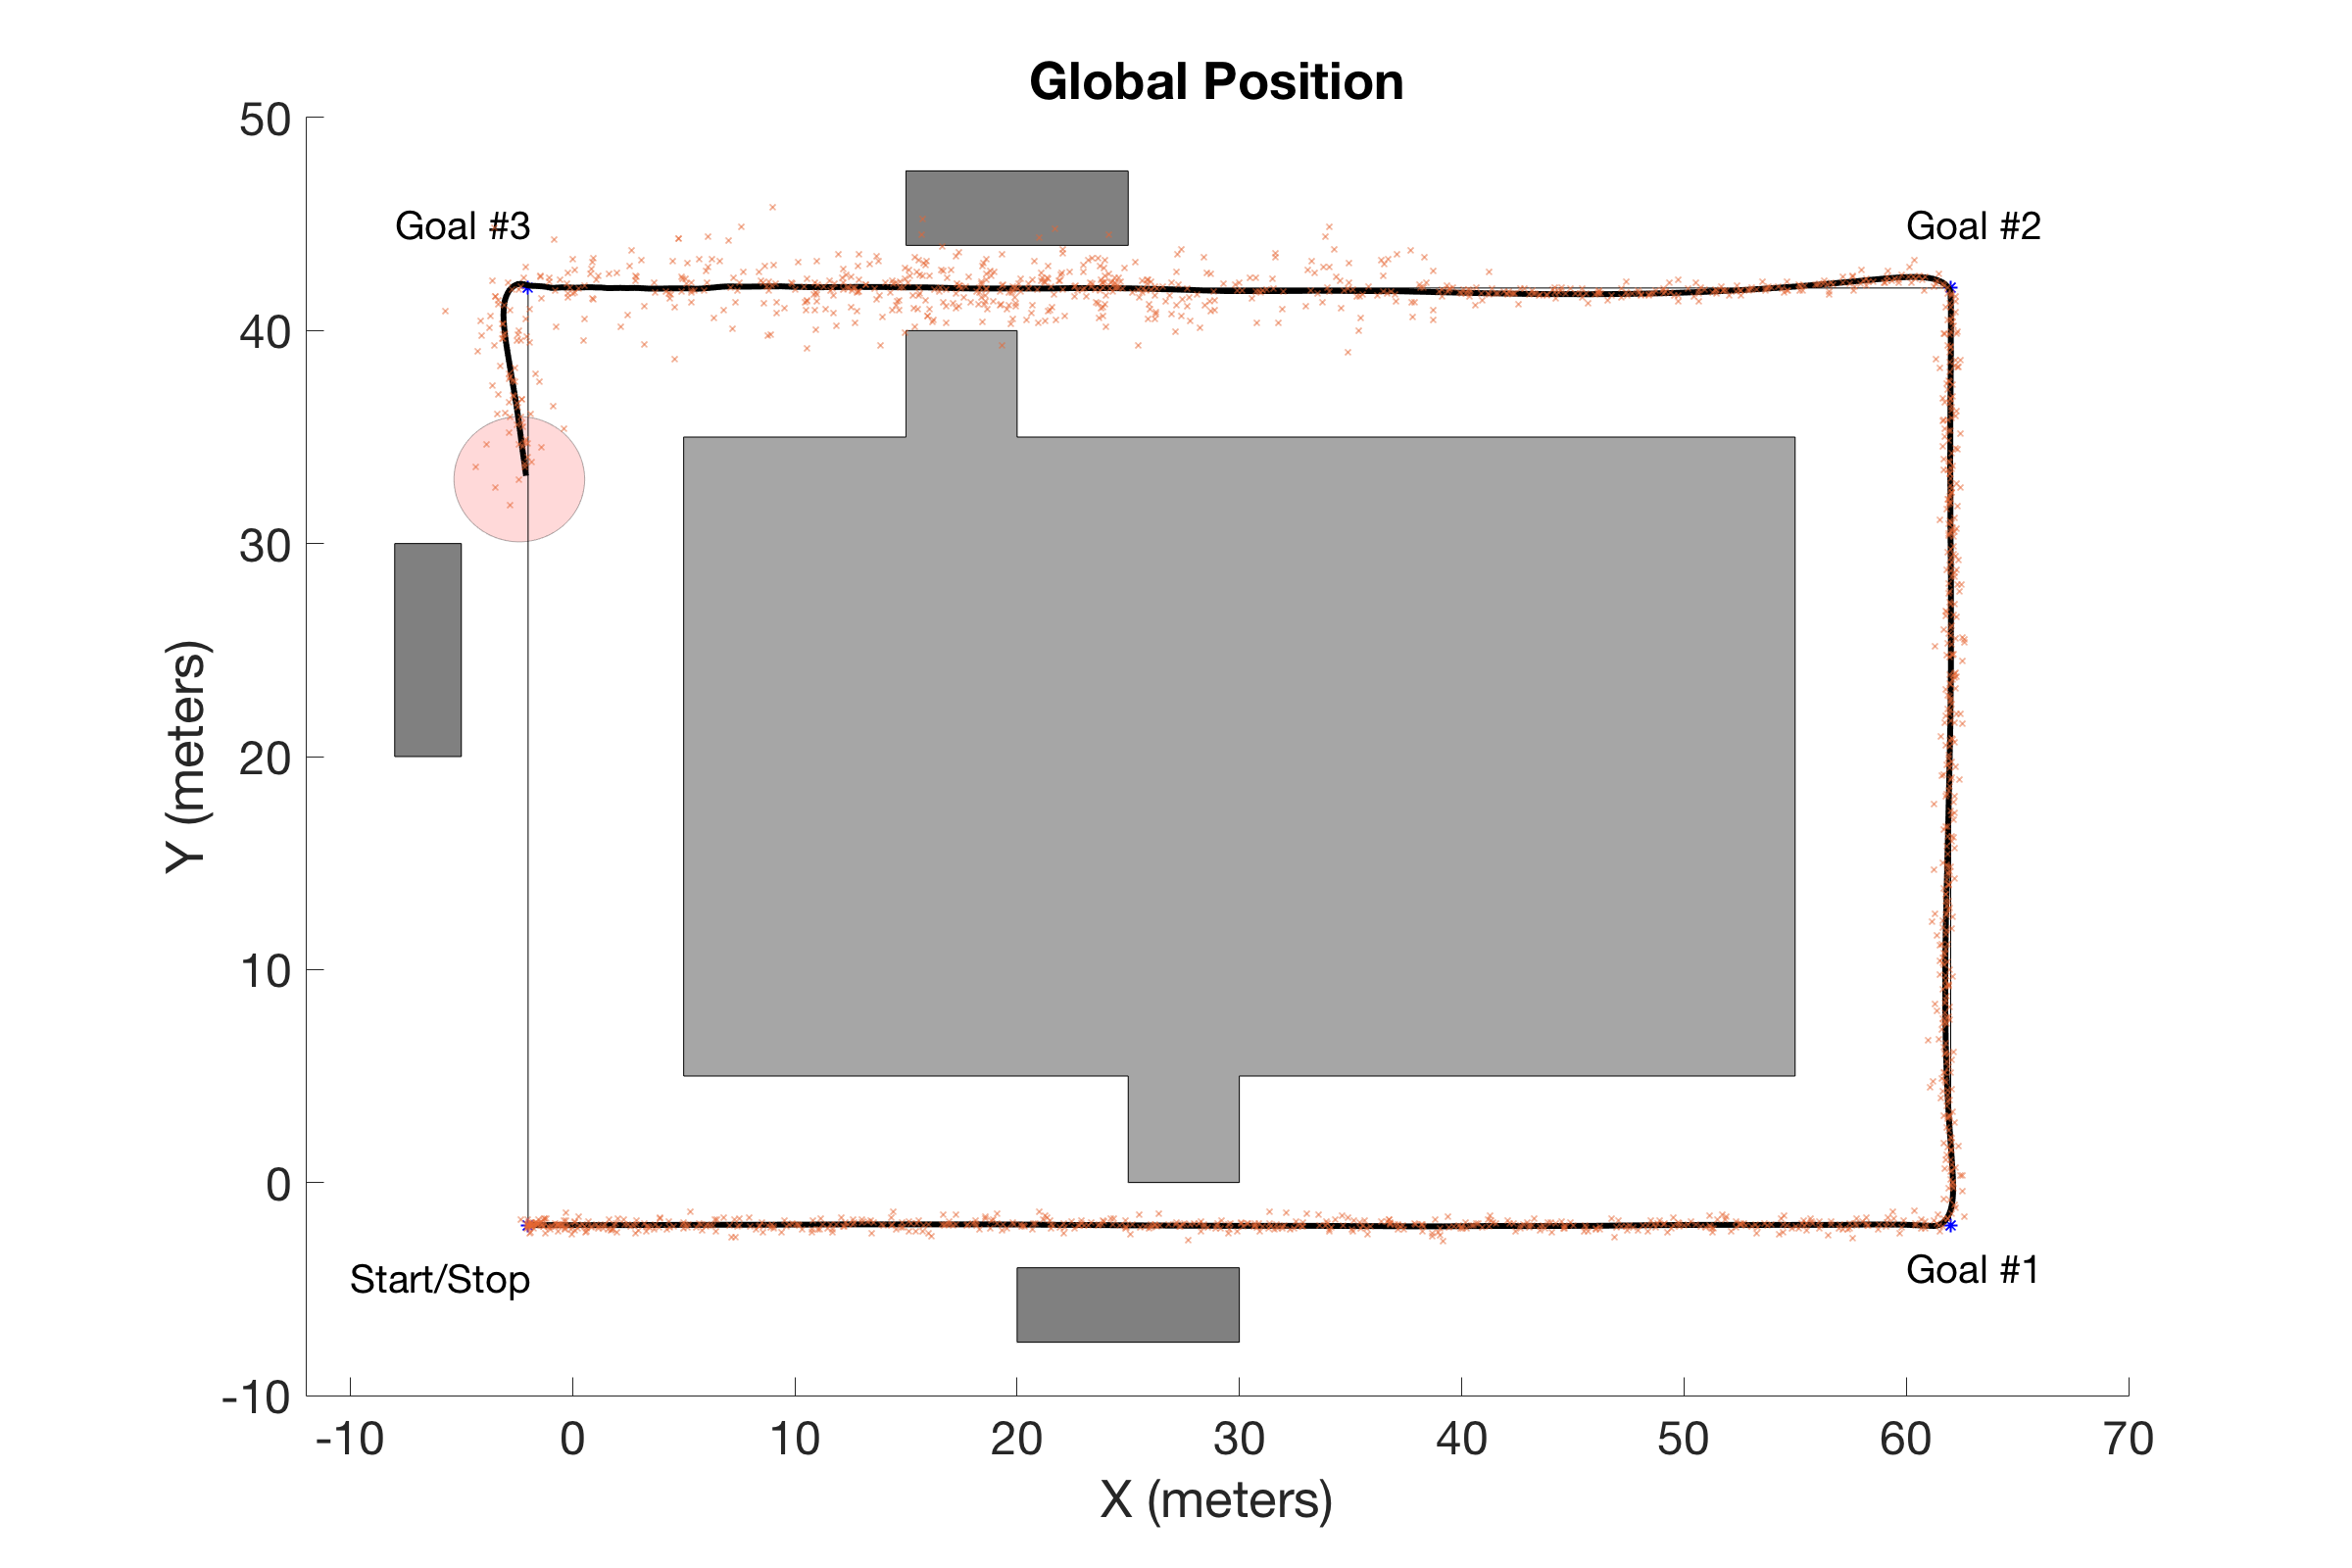 Global Position
50
Goal #3
Goal #2
40
30
Y (meters)
20
10
0
Start/Stop
Goal #1
-10
-10 0 10 20 30 40 50 60 70
X (meters)